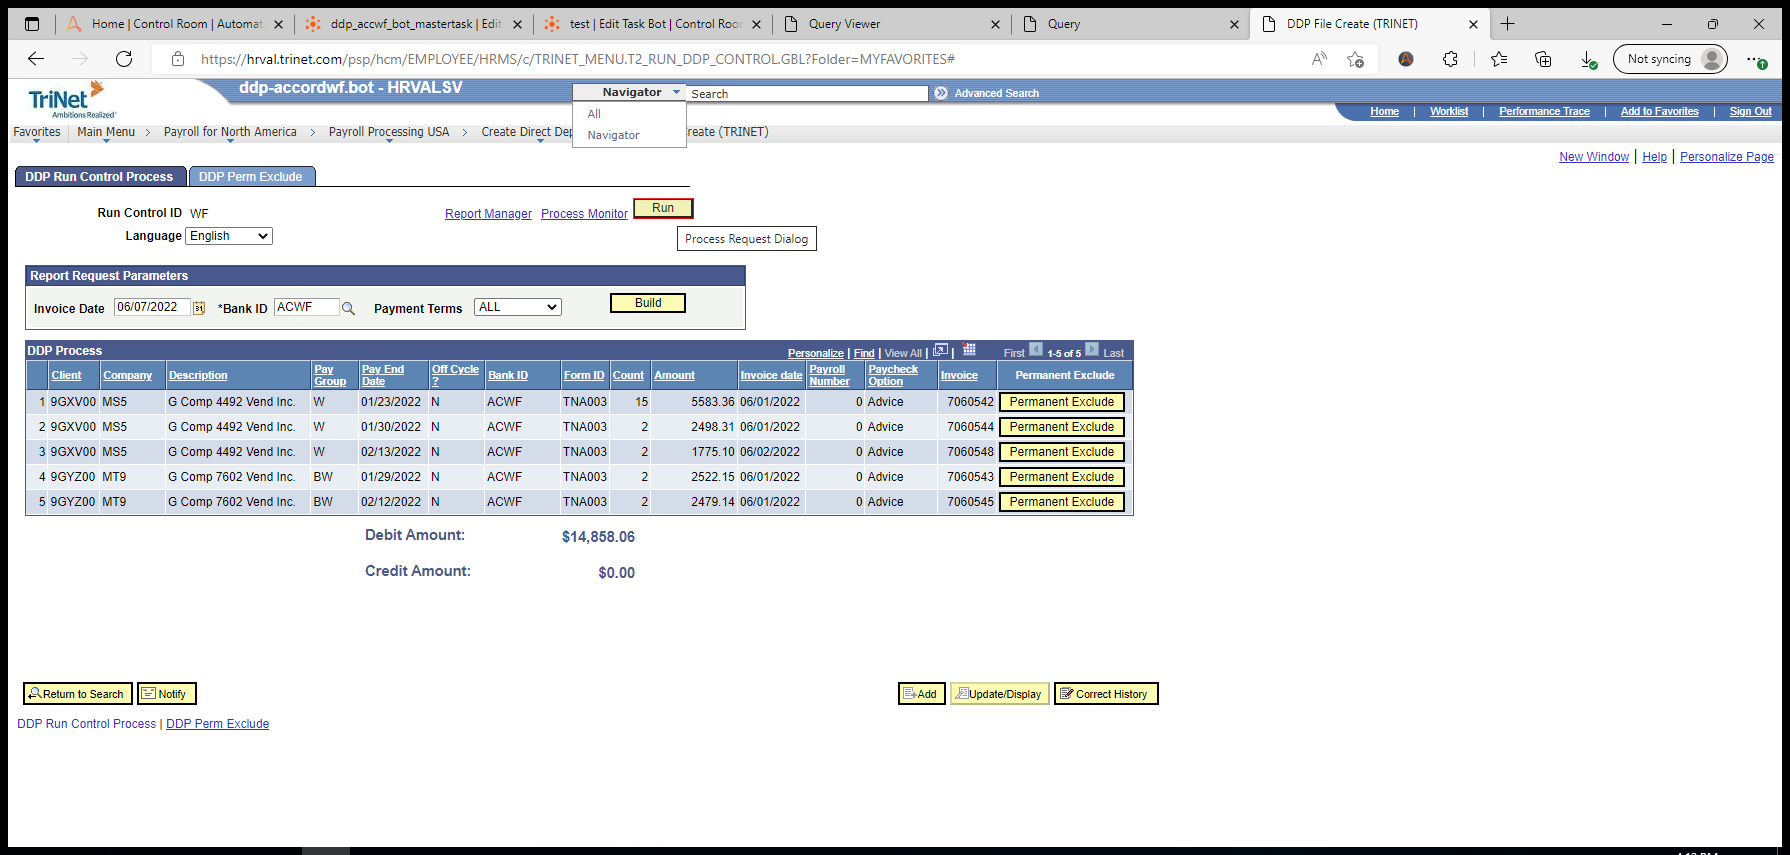 Home | Control Room | Automat
ddp_accwf_bot_mastertask | Edit
test | Edit Task Bot | Control Roor
Query Viewer
Query
DDP File Create (TRINET)
https://hrval.trinet.com/psp/hcm/EMPLOYEE/HRMS/c/TRINET_MENU.T2_RUN_DDP_CONTROL.GBL?Folder=MYFAVORITES#
Not syncing
TriNet
Ambitions Realized
ddp-accordwf.bot - HRVALSV
Navigator
Search
Advanced Search
All
Navigator
Home | Worklist | Performance Trace | Add to Favorites | Sign Out
Favorites Main Menu > Payroll for North America > Payroll Processing USA > Create Direct Dep reate (TRINET)
New Window | Help | Personalize Page
DDP Run Control Process DDP Perm Exclude
Run Control ID WF
Report Manager Process Monitor Run
Language English
Process Request Dialog
Report Request Parameters
Invoice Date 06/07/2022 31 *Bank ID ACWF Payment Terms ALL Build
DDP Process Personalize | Find | View All | | First 1-5 of 5 Last
Client Company Description Pay Group Pay End Date Off Cycle ? Bank ID Form ID Count Amount Invoice date Payroll Number Paycheck Option Invoice Permanent Exclude
1 9GXV00 MS5 G Comp 4492 Vend Inc. W 01/23/2022 N ACWF TNA003 15 5583.36 06/01/2022 0 Advice 7060542 Permanent Exclude
2 9GXV00 MS5 G Comp 4492 Vend Inc. W 01/30/2022 N ACWF TNA003 2 2498.31 06/01/2022 0 Advice 7060544 Permanent Exclude
3 9GXV00 MS5 G Comp 4492 Vend Inc. W 02/13/2022 N ACWF TNA003 2 1775.10 06/02/2022 0 Advice 7060548 Permanent Exclude
4 9GYZ00 MT9 G Comp 7602 Vend Inc. BW 01/29/2022 N ACWF TNA003 2 2522.15 06/01/2022 0 Advice 7060543 Permanent Exclude
5 9GYZ00 MT9 G Comp 7602 Vend Inc. BW 02/12/2022 N ACWF TNA003 2 2479.14 06/01/2022 0 Advice 7060545 Permanent Exclude
Debit Amount: $14,858.06
Credit Amount: $0.00
Return to Search Notify Add Update/Display Correct History
DDP Run Control Process | DDP Perm Exclude